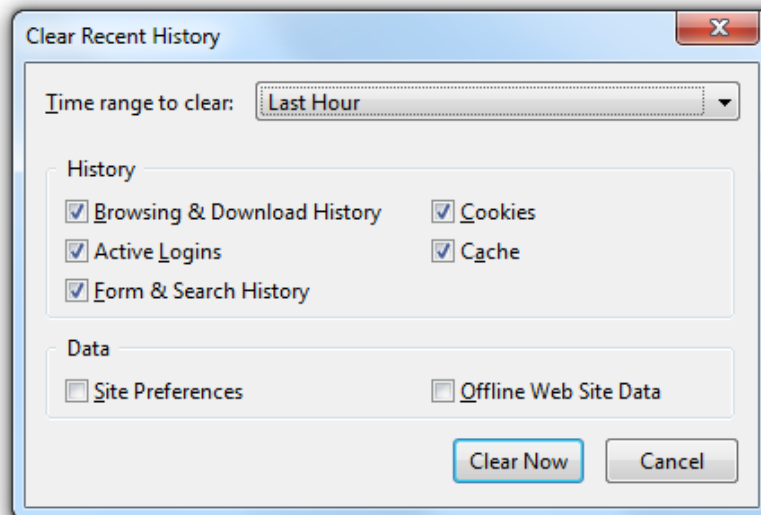 Clear Recent History
Time range to clear: Last Hour
History
Browsing & Download History Cookies
Active Logins Cache
Form & Search History
Data
Site Preferences Offline Web Site Data
Clear Now Cancel